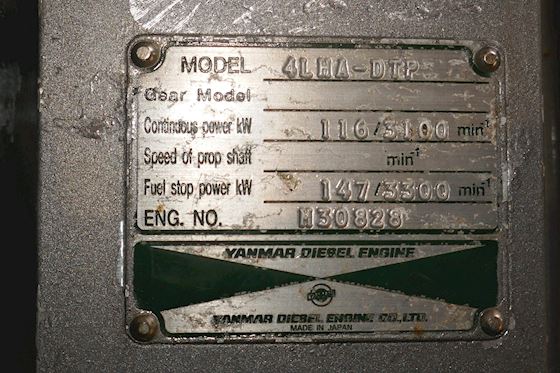 MODEL 4LHA-DTP
Gear Model
Continuous power kW 116/3100 min⁻¹
Speed of prop shaft min⁻¹
Fuel stop power kW 147/3300 min⁻¹
ENG. NO. M30828
YANMAR DIESEL ENGINE
YANMAR DIESEL ENGINE CO.,LTD.
MADE IN JAPAN